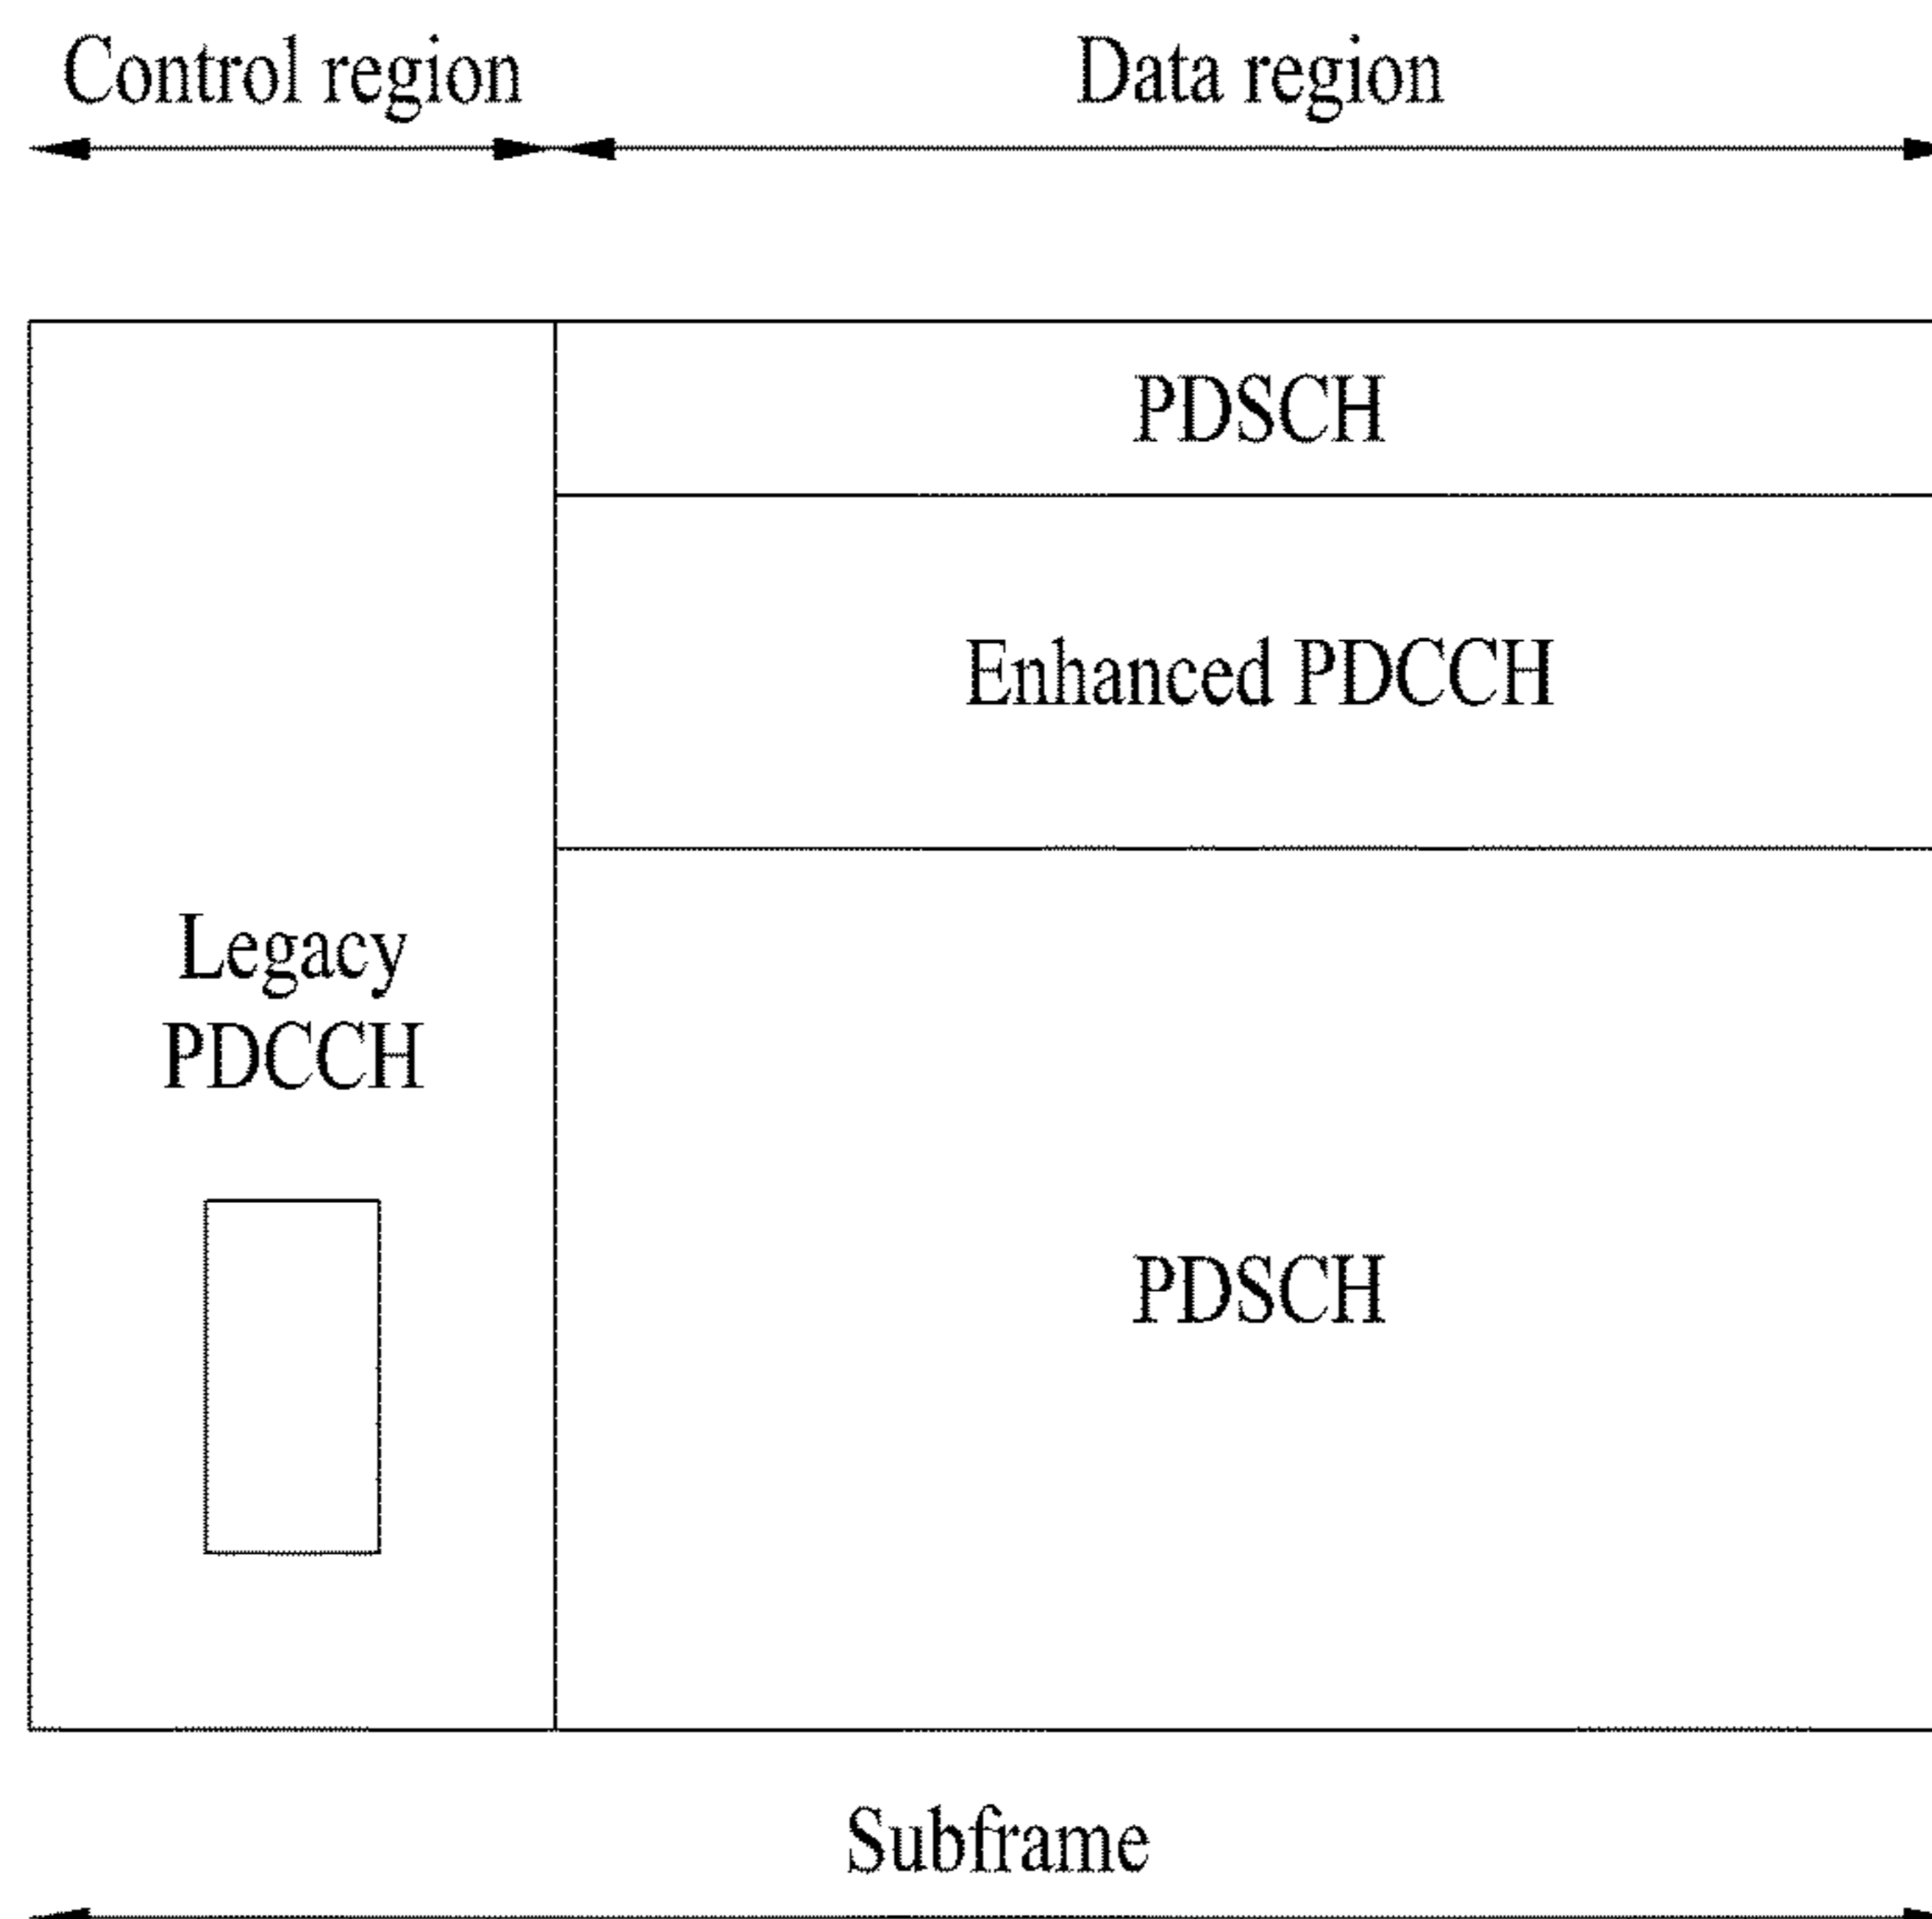 Control region
Data region
PDSCH
Enhanced PDCCH
Legacy
PDCCH
PDSCH
Subframe